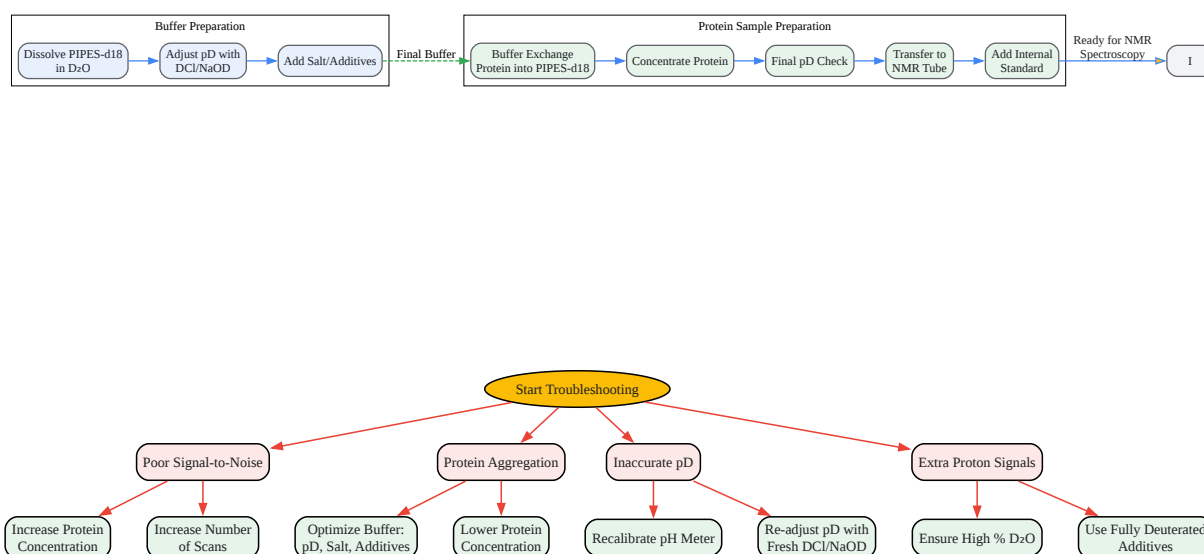 Buffer Preparation
Dissolve PIPES-d18
in D₂O
Adjust pD with
DCl/NaOD
Add Salt/Additives
Final Buffer
Protein Sample Preparation
Buffer Exchange
Protein into PIPES-d18
Concentrate Protein
Final pD Check
Transfer to
NMR Tube
Add Internal
Standard
Ready for NMR
Spectroscopy
I
Start Troubleshooting
Poor Signal-to-Noise
Protein Aggregation
Inaccurate pD
Extra Proton Signals
Increase Protein
Concentration
Increase Number
of Scans
Optimize Buffer:
pD, Salt, Additives
Lower Protein
Concentration
Recalibrate pH Meter
Re-adjust pD with
Fresh DCl/NaOD
Ensure High % D₂O
Use Fully Deuterated
Additives